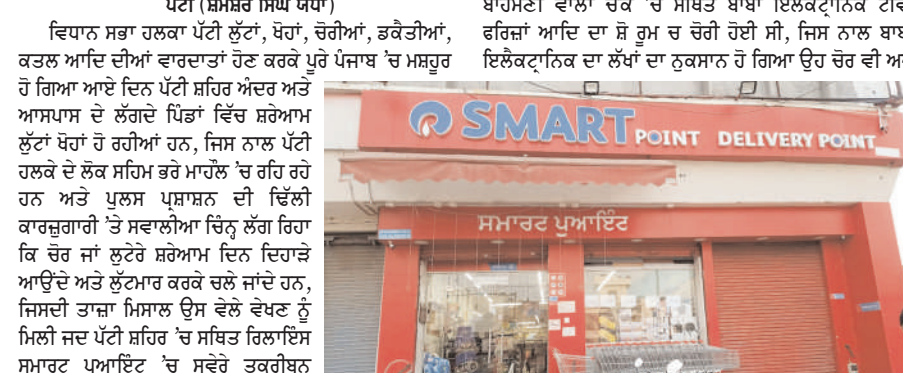 ਪੱਟੀ (ਸ਼ਮਸ਼ੇਰ ਸਿੰਘ ਯੋਧਾ)
ਵਿਧਾਨ ਸਭਾ ਹਲਕਾ ਪੱਟੀ ਲੁੱਟਾਂ, ਖੋਹਾਂ, ਚੋਰੀਆਂ, ਡਕੈਤੀਆਂ,
ਕਤਲ ਆਦਿ ਦੀਆਂ ਵਾਰਦਾਤਾਂ ਹੋਣ ਕਰਕੇ ਪੂਰੇ ਪੰਜਾਬ ’ਚ ਮਸ਼ਹੂਰ
ਹੋ ਗਿਆ ਆਏ ਦਿਨ ਪੱਟੀ ਸ਼ਹਿਰ ਅੰਦਰ ਅਤੇ
ਆਸਪਾਸ ਦੇ ਲੱਗਦੇ ਪਿੰਡਾਂ ਵਿੱਚ ਸ਼ਰੇਆਮ
ਲੁੱਟਾਂ ਖੋਹਾਂ ਹੋ ਰਹੀਆਂ ਹਨ, ਜਿਸ ਨਾਲ ਪੱਟੀ
ਹਲਕੇ ਦੇ ਲੋਕ ਸਹਿਮ ਭਰੇ ਮਾਹੌਲ ’ਚ ਰਹਿ ਰਹੇ
ਹਨ ਅਤੇ ਪੁਲਸ ਪ੍ਰਸ਼ਾਸ਼ਨ ਦੀ ਢਿੱਲੀ
ਕਾਰਜ਼ੁਗਾਰੀ ’ਤੇ ਸਵਾਲੀਆ ਚਿੰਨ੍ਹ ਲੱਗ ਰਿਹਾ
ਕਿ ਚੋਰ ਜਾਂ ਲੁਟੇਰੇ ਸ਼ਰੇਆਮ ਦਿਨ ਦਿਹਾੜੇ
ਆਉਂਦੇ ਅਤੇ ਲੁੱਟਮਾਰ ਕਰਕੇ ਚਲੇ ਜਾਂਦੇ ਹਨ,
ਜਿਸਦੀ ਤਾਜ਼ਾ ਮਿਸਾਲ ਉਸ ਵੇਲੇ ਵੇਖਣ ਨੂੰ
ਮਿਲੀ ਜਦ ਪੱਟੀ ਸ਼ਹਿਰ ’ਚ ਸਥਿਤ ਰਿਲਾਇੰਸ
ਸਮਾਰਟ ਪੁਆਇੰਟ ’ਚ ਸਵੇਰੇ ਤਕਰੀਬਨ
ਬਾਹਮਣੀ ਵਾਲਾ ਚੌਕ ’ਚ ਸਥਿਤ ਬਾਬਾ ਇਲੈਕਟ੍ਰਾਨਿਕ
ਫਰਿਜ਼ਾਂ ਆਦਿ ਦਾ ਸ਼ੋ ਰੂਮ ਚ ਚੋਰੀ ਹੋਈ ਸੀ, ਜਿਸ ਨਾਲ
ਇਲੈਕਟ੍ਰਾਨਿਕ ਦਾ ਲੱਖਾਂ ਦਾ ਨੁਕਸਾਨ ਹੋ ਗਿਆ ਉਹ ਚੋਰ ਵੀ
SMART POINT DELIVERY POINT
ਸਮਾਰਟ ਪੁਆਇੰਟ